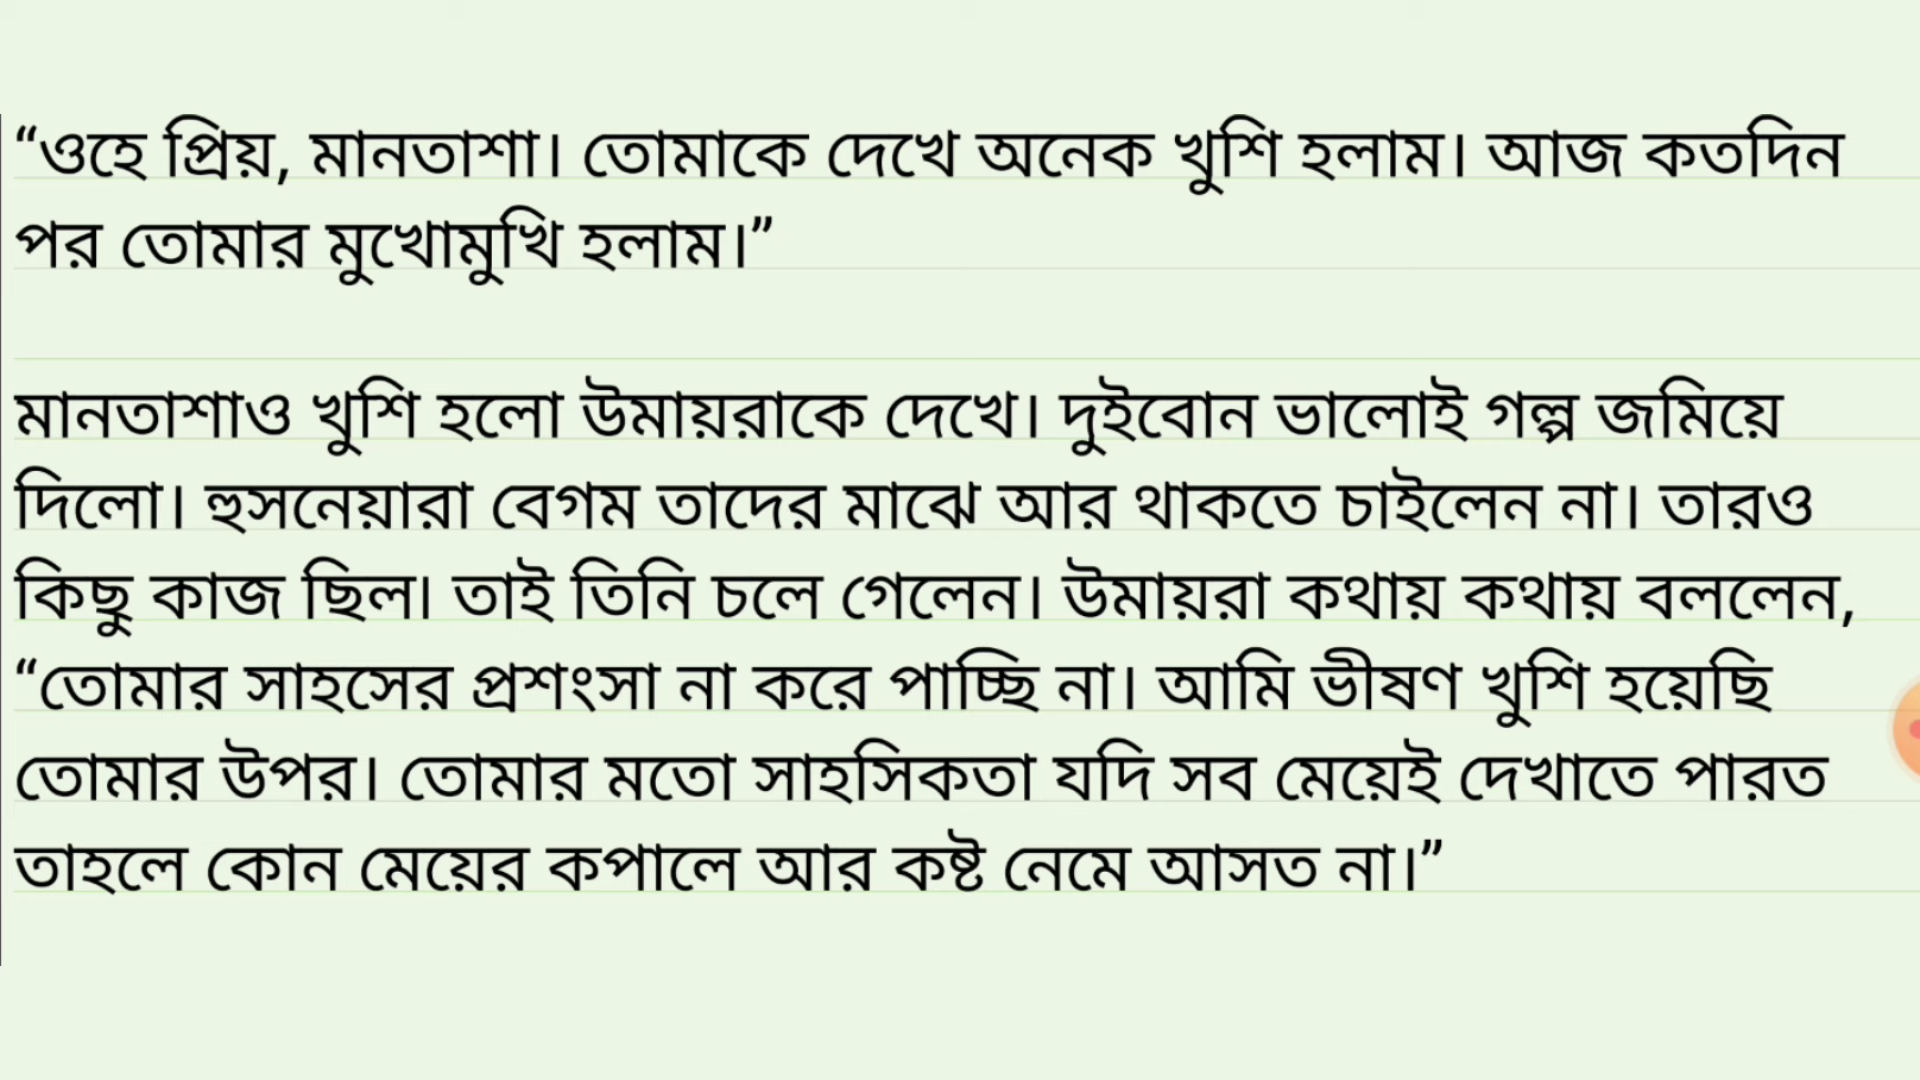 “ওহে প্রিয়, মানতাশা। তোমাকে দেখে অনেক খুশি হলাম। আজ কতদিন
পর তোমার মুখোমুখি হলাম।”
মানতাশাও খুশি হলো উমায়রাকে দেখে। দুইবোন ভালোই গল্প জমিয়ে
দিলো। হুসনেয়ারা বেগম তাদের মাঝে আর থাকতে চাইলেন না। তারও
কিছু কাজ ছিল। তাই তিনি চলে গেলেন। উমায়রা কথায় কথায় বললেন,
“তোমার সাহসের প্রশংসা না করে পাচ্ছি না। আমি ভীষণ খুশি হয়েছি
তোমার উপর। তোমার মতো সাহসিকতা যদি সব মেয়েই দেখাতে পারত
তাহলে কোন মেয়ের কপালে আর কষ্ট নেমে আসত না।”